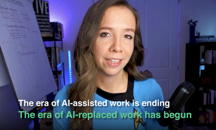 The era of AI-assisted work is ending
The era of AI-replaced work has begun